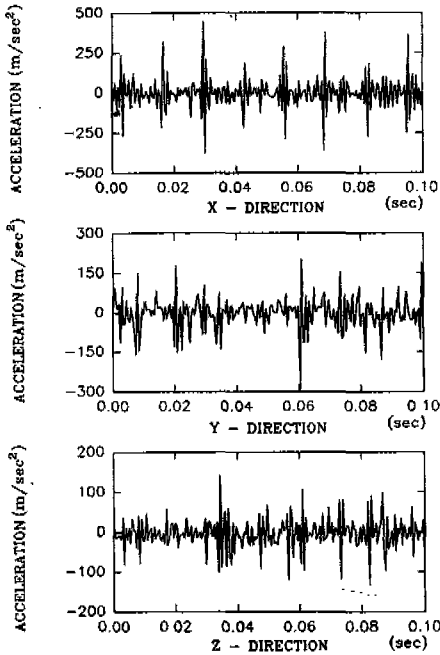 ACCELERATION (m/sec²)
500
250
0
−250
−500
0.00 0.02 0.04 0.06 0.08 0.10
X − DIRECTION (sec)
ACCELERATION (m/sec²)
300
150
0
−150
−300
0.00 0.02 0.04 0.06 0.08 0.10
Y − DIRECTION (sec)
ACCELERATION (m/sec²)
200
100
0
−100
−200
0.00 0 02 0.04 0.06 0.08 0.10
Z − DIRECTION (sec)